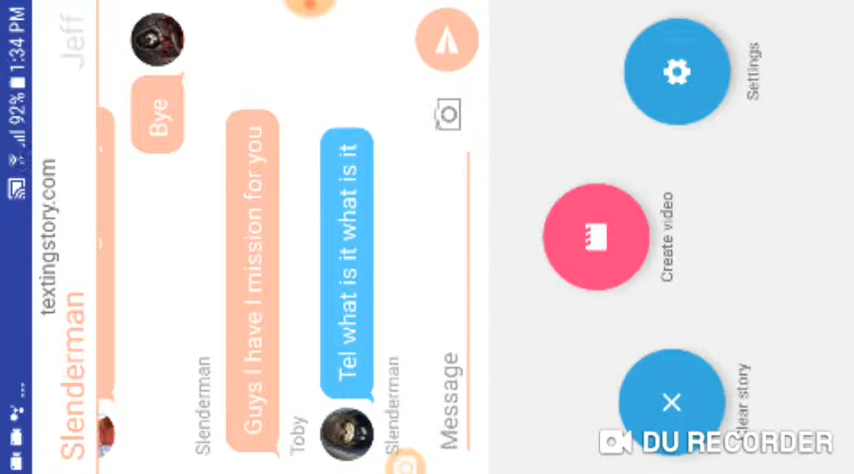 92% 1:34 PM
textingstory.com
Slenderman
Jeff
Bye
Slenderman
Guys I have I mission for you
Toby
Tel what is it what is it
Slenderman
Message
Settings
Create video
Clear story
DU RECORDER